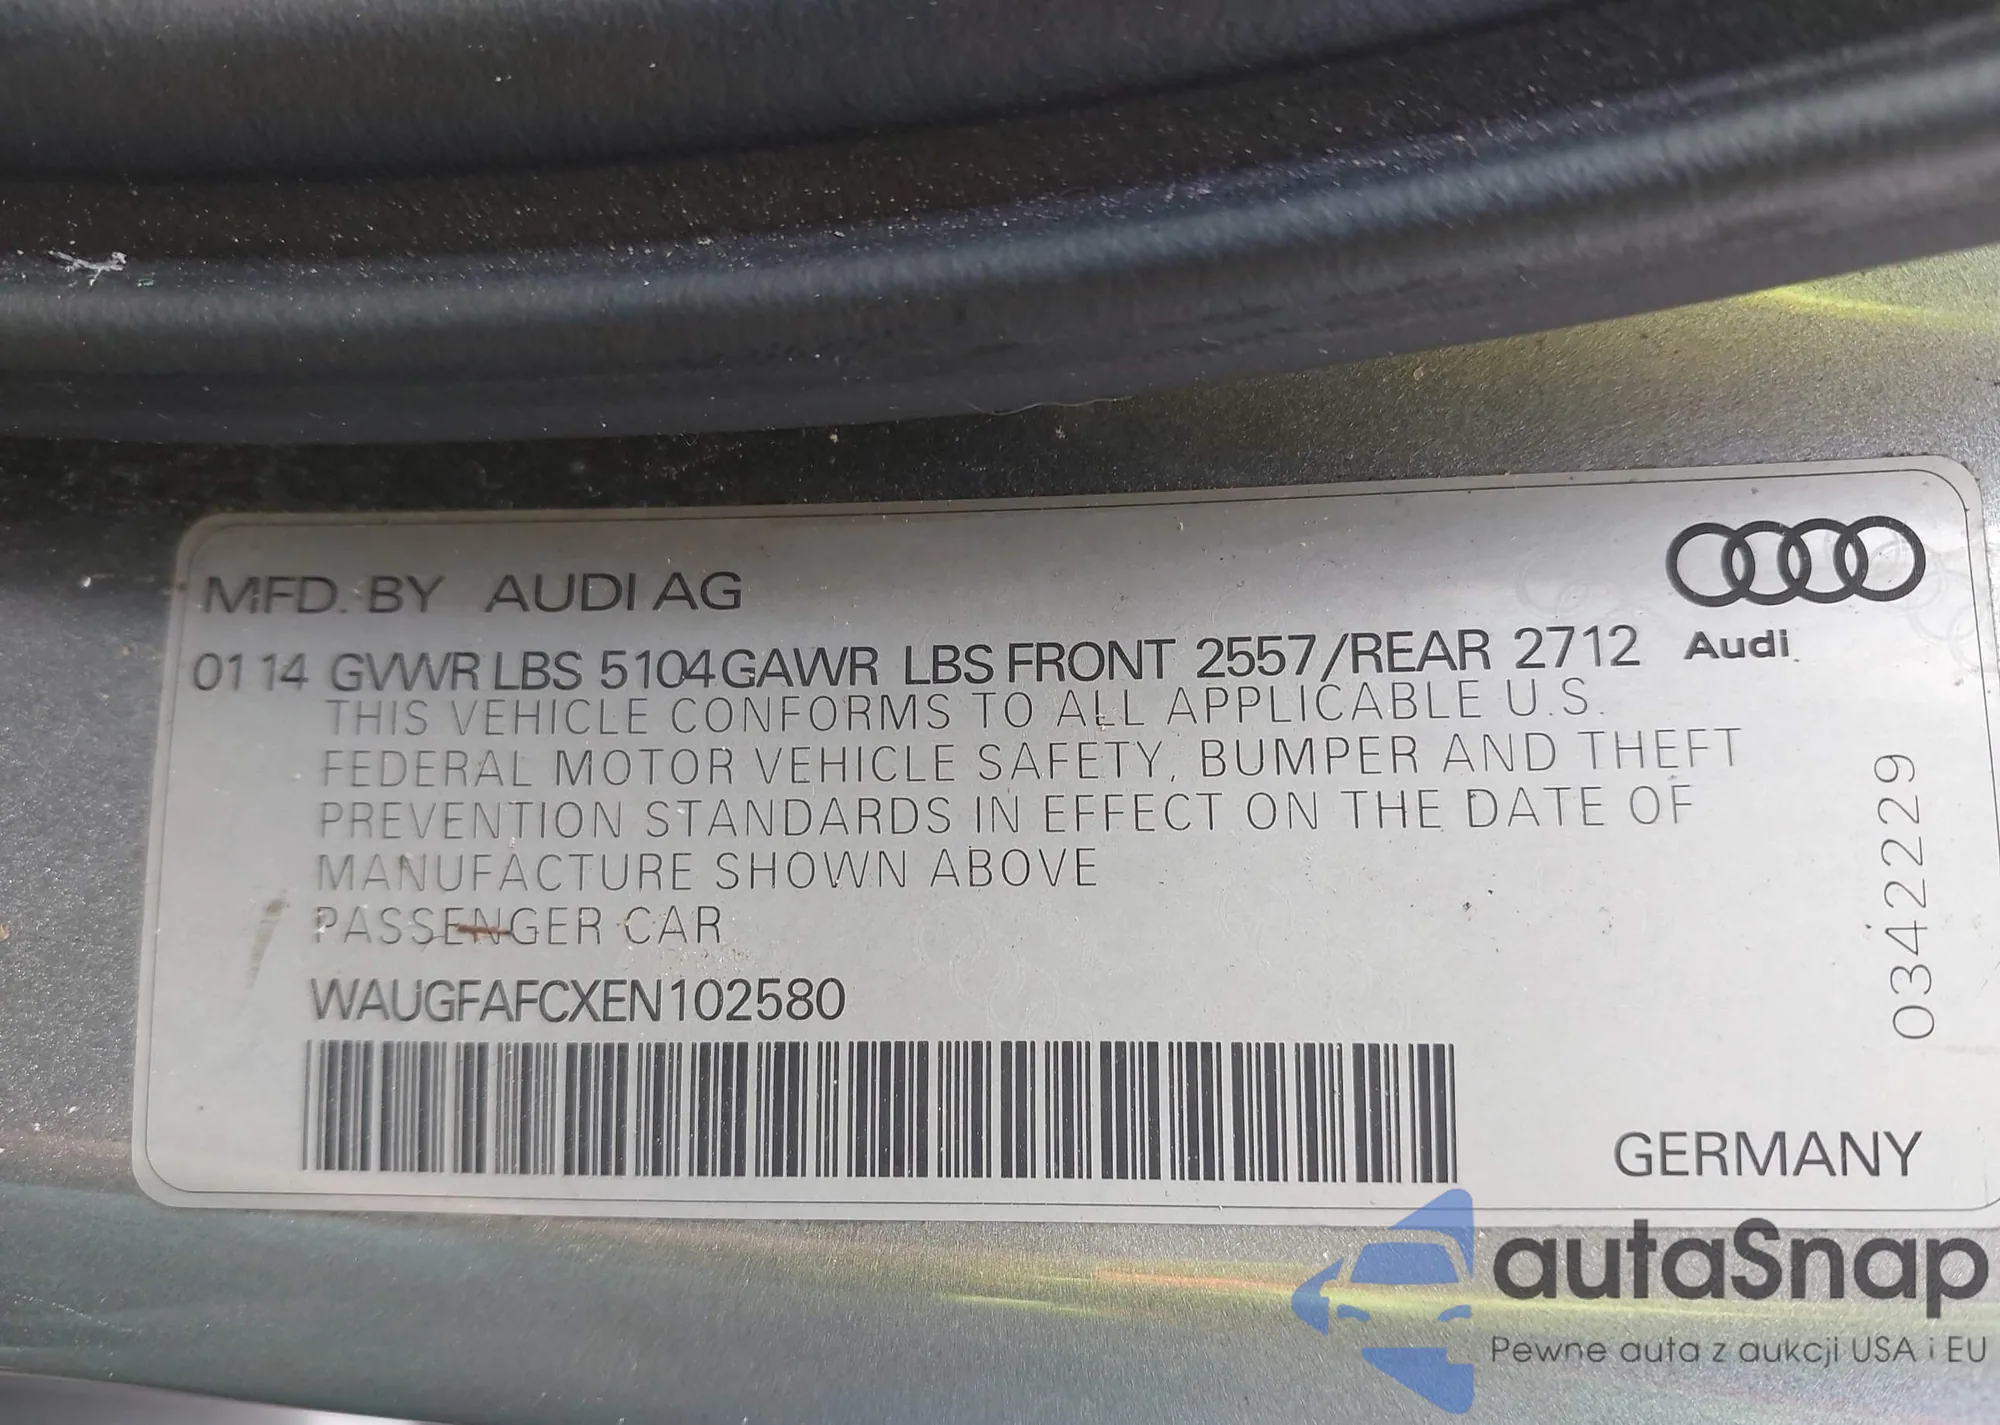 MFD. BY AUDI AG
01 14 GVWR LBS 5104 GAWR LBS FRONT 2557/REAR 2712
Audi
THIS VEHICLE CONFORMS TO ALL APPLICABLE U.S.
FEDERAL MOTOR VEHICLE SAFETY, BUMPER AND THEFT
PREVENTION STANDARDS IN EFFECT ON THE DATE OF
MANUFACTURE SHOWN ABOVE
PASSENGER CAR
WAUGFAFCXEN102580
0342229
GERMANY
autaSnap
Pewne auta z aukcji USA i EU